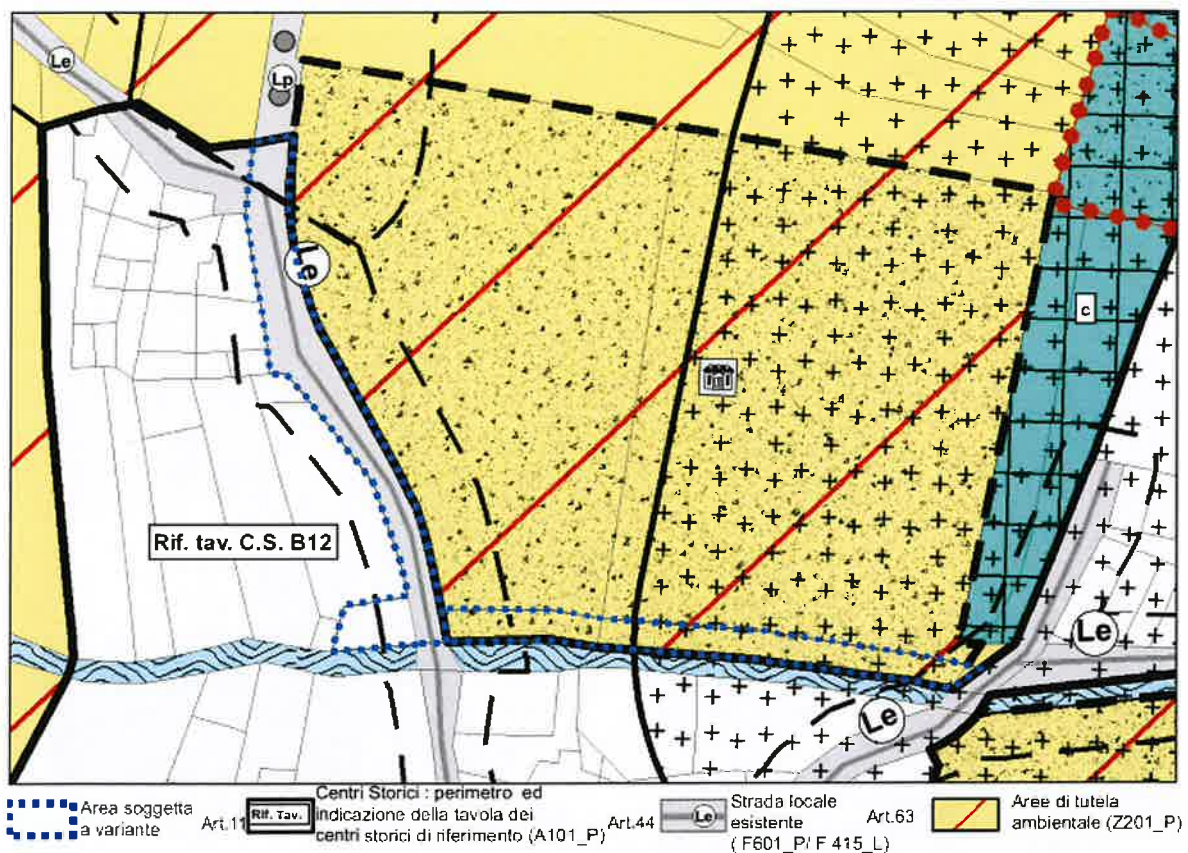 Le
Lp
Le
c
Rif. tav. C.S. B12
Le
Le
Area soggetta
a variante
Art.11
Rif. Tav.
Centri Storici : perimetro ed
indicazione della tavola dei
centri storici di riferimento (A101_P)
Art.44
Le
Strada locale
esistente
( F601_P/ F 415_L)
Art.63
Aree di tutela
ambientale (Z201_P)